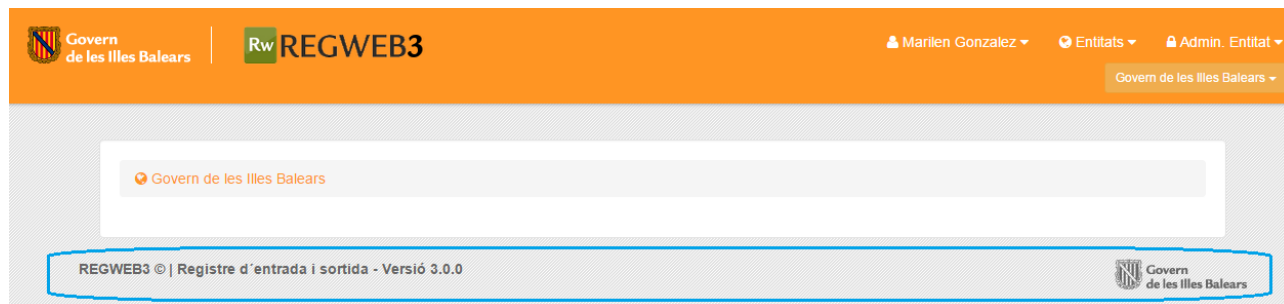 Govern
de les Illes Balears
Rw REGWEB3
Marilen Gonzalez
Entitats
Admin. Entitat
Govern de les Illes Balears
Govern de les Illes Balears
REGWEB3 © | Registre d´entrada i sortida - Versió 3.0.0
Govern
de les Illes Balears